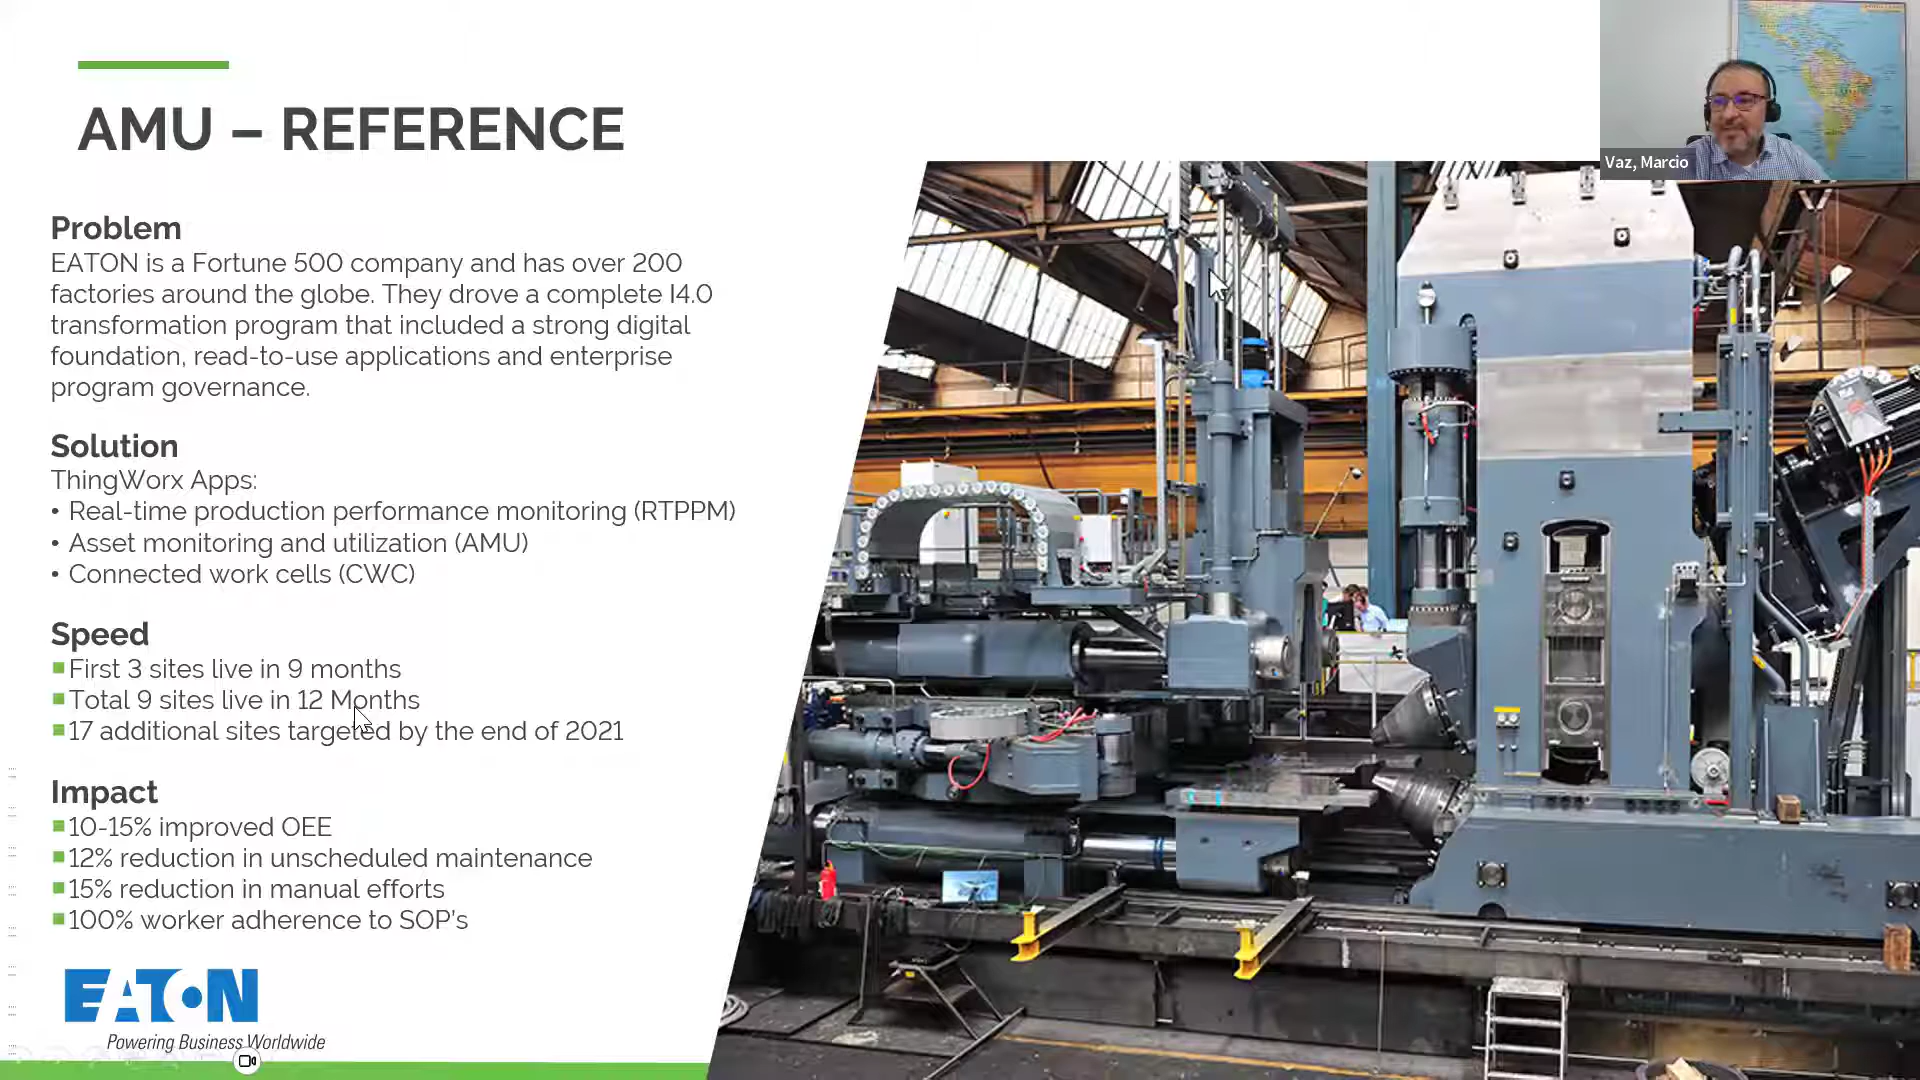 AMU – REFERENCE
Vaz, Marcio
Problem
EATON is a Fortune 500 company and has over 200
factories around the globe. They drove a complete I4.0
transformation program that included a strong digital
foundation, read-to-use applications and enterprise
program governance.
Solution
ThingWorx Apps:
• Real-time production performance monitoring (RTPPM)
• Asset monitoring and utilization (AMU)
• Connected work cells (CWC)
Speed
First 3 sites live in 9 months
Total 9 sites live in 12 Months
17 additional sites targeted by the end of 2021
Impact
10-15% improved OEE
12% reduction in unscheduled maintenance
15% reduction in manual efforts
100% worker adherence to SOP's
EATON
Powering Business Worldwide